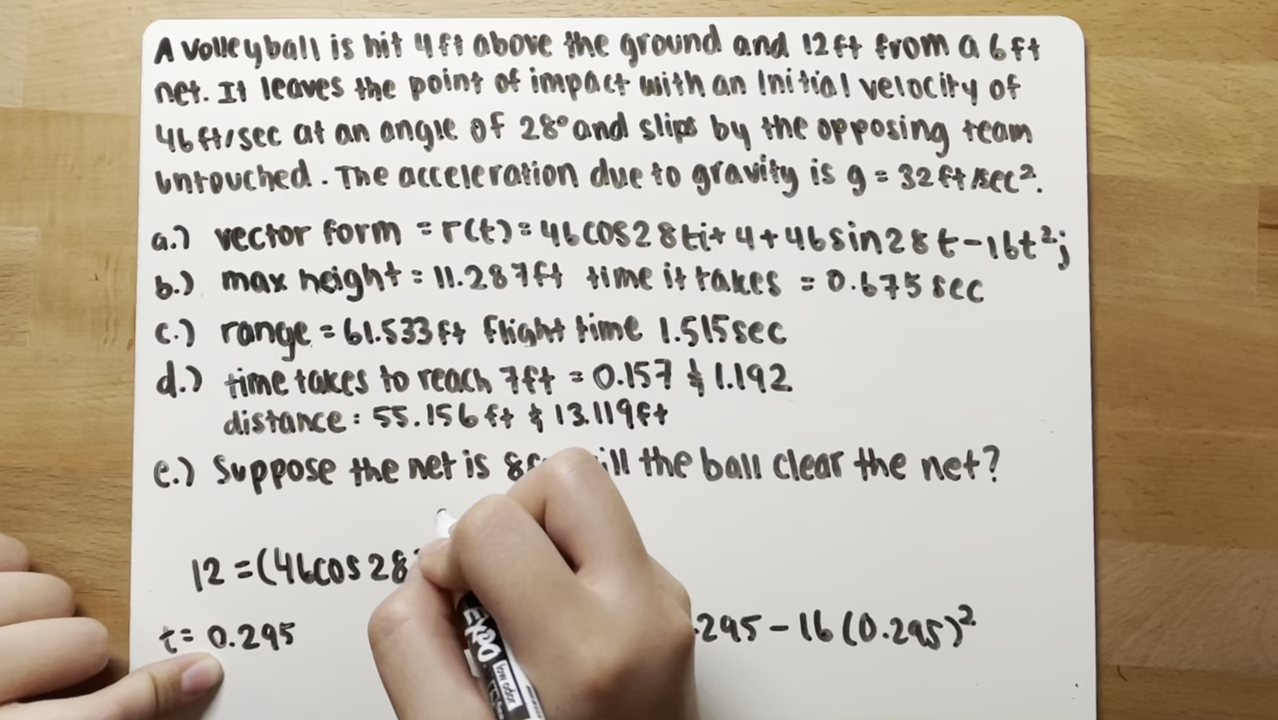 A volleyball is hit 4ft above the ground and 12ft from a 6ft
net. It leaves the point of impact with an Initial velocity of
46ft/sec at an angle of 28° and slips by the opposing team
untouched. The acceleration due to gravity is g = 32ft/sec².
a.) vector form = r(t) = 46cos28ti + 4+46sin28t-16t²j
b.) max height = 11.287ft time it takes = 0.675 sec
c.) range = 61.533ft flight time 1.515sec
d.) time takes to reach 7ft = 0.157 & 1.192
distance: 55.156ft & 13.119ft
e.) Suppose the net is the ball clear the net?
12 = (46cos28
t = 0.295 .295 - 16(0.295)²
EXPO
low odor